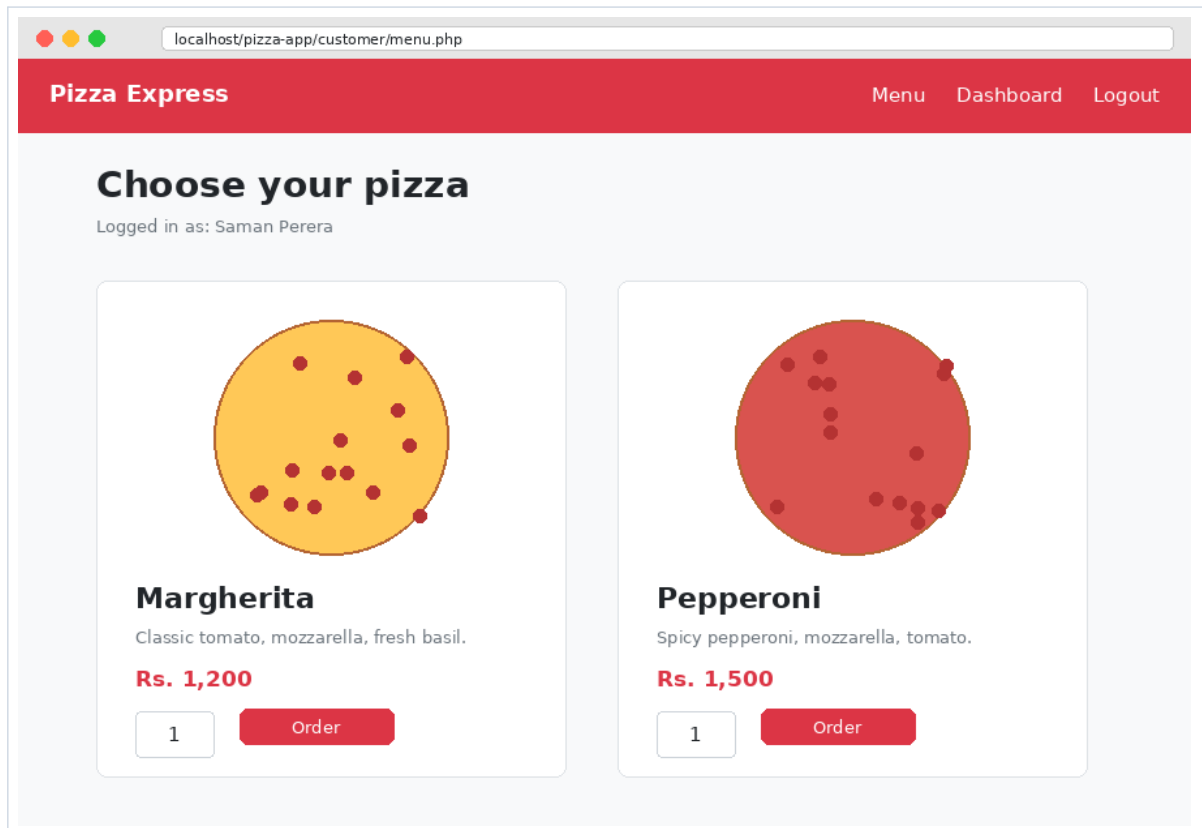 localhost/pizza-app/customer/menu.php
Pizza Express
Menu Dashboard Logout
Choose your pizza
Logged in as: Saman Perera
Margherita
Classic tomato, mozzarella, fresh basil.
Rs. 1,200
1 Order
Pepperoni
Spicy pepperoni, mozzarella, tomato.
Rs. 1,500
1 Order